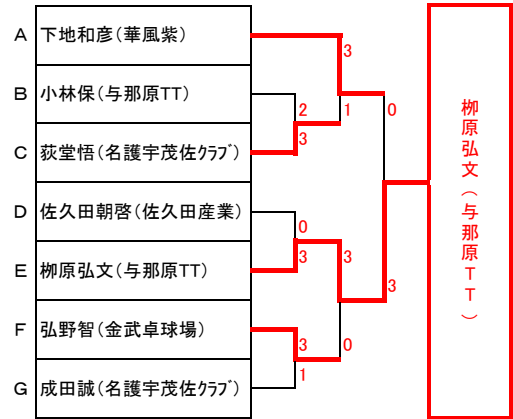 A 下地和彦(華風紫)
3
B 小林保(与那原TT)
2 1 0
C 荻堂悟(名護宇茂佐ｸﾗﾌﾞ)
3
D 佐久田朝啓(佐久田産業)
0
E 栁原弘文(与那原TT)
3 3 3
F 弘野智(金武卓球場)
3 0
G 成田誠(名護宇茂佐ｸﾗﾌﾞ)
1
栁原弘文(与那原TT)